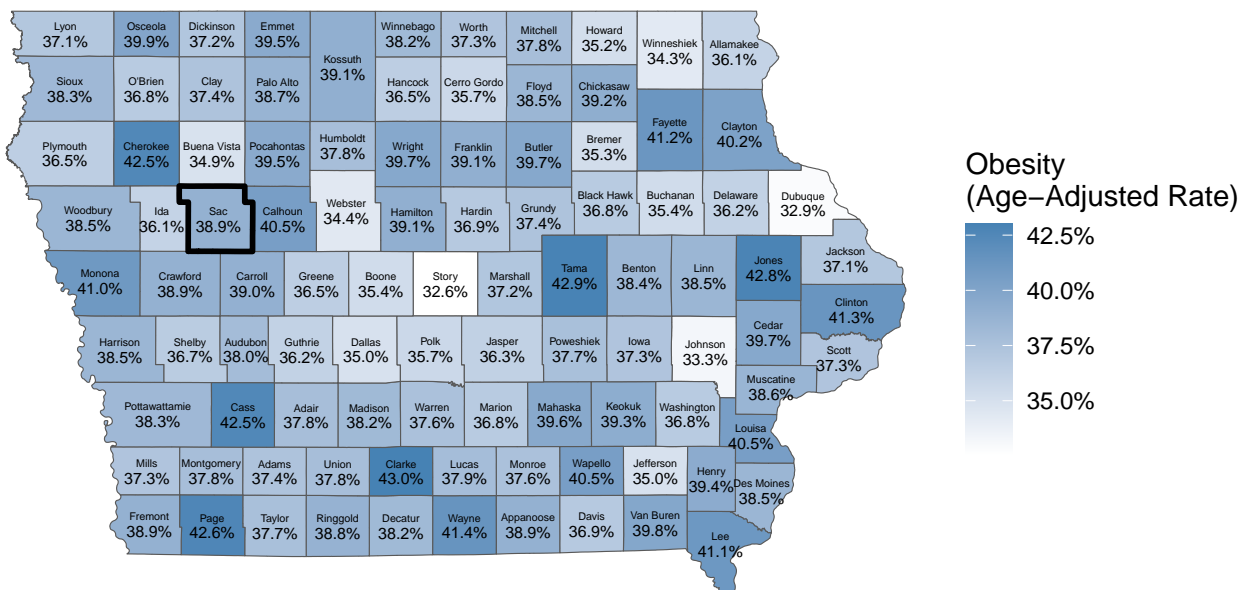 Lyon
37.1%
Osceola
39.9%
Dickinson
37.2%
Emmet
39.5%
Winnebago
38.2%
Worth
37.3%
Mitchell
37.8%
Howard
35.2%
Winneshiek
34.3%
Allamakee
36.1%
Kossuth
39.1%
Sioux
38.3%
O'Brien
36.8%
Clay
37.4%
Palo Alto
38.7%
Hancock
36.5%
Cerro Gordo
35.7%
Floyd
38.5%
Chickasaw
39.2%
Fayette
41.2%
Clayton
40.2%
Plymouth
36.5%
Cherokee
42.5%
Buena Vista
34.9%
Pocahontas
39.5%
Humboldt
37.8%
Wright
39.7%
Franklin
39.1%
Butler
39.7%
Bremer
35.3%
Woodbury
38.5%
Ida
36.1%
Sac
38.9%
Calhoun
40.5%
Webster
34.4%
Hamilton
39.1%
Hardin
36.9%
Grundy
37.4%
Black Hawk
36.8%
Buchanan
35.4%
Delaware
36.2%
Dubuque
32.9%
Monona
41.0%
Crawford
38.9%
Carroll
39.0%
Greene
36.5%
Boone
35.4%
Story
32.6%
Marshall
37.2%
Tama
42.9%
Benton
38.4%
Linn
38.5%
Jones
42.8%
Jackson
37.1%
Clinton
41.3%
Harrison
38.5%
Shelby
36.7%
Audubon
38.0%
Guthrie
36.2%
Dallas
35.0%
Polk
35.7%
Jasper
36.3%
Poweshiek
37.7%
Iowa
37.3%
Johnson
33.3%
Cedar
39.7%
Scott
37.3%
Muscatine
38.6%
Pottawattamie
38.3%
Cass
42.5%
Adair
37.8%
Madison
38.2%
Warren
37.6%
Marion
36.8%
Mahaska
39.6%
Keokuk
39.3%
Washington
36.8%
Louisa
40.5%
Mills
37.3%
Montgomery
37.8%
Adams
37.4%
Union
37.8%
Clarke
43.0%
Lucas
37.9%
Monroe
37.6%
Wapello
40.5%
Jefferson
35.0%
Henry
39.4%
Des Moines
38.5%
Fremont
38.9%
Page
42.6%
Taylor
37.7%
Ringgold
38.8%
Decatur
38.2%
Wayne
41.4%
Appanoose
38.9%
Davis
36.9%
Van Buren
39.8%
Lee
41.1%
Obesity
(Age−Adjusted Rate)
42.5%
40.0%
37.5%
35.0%